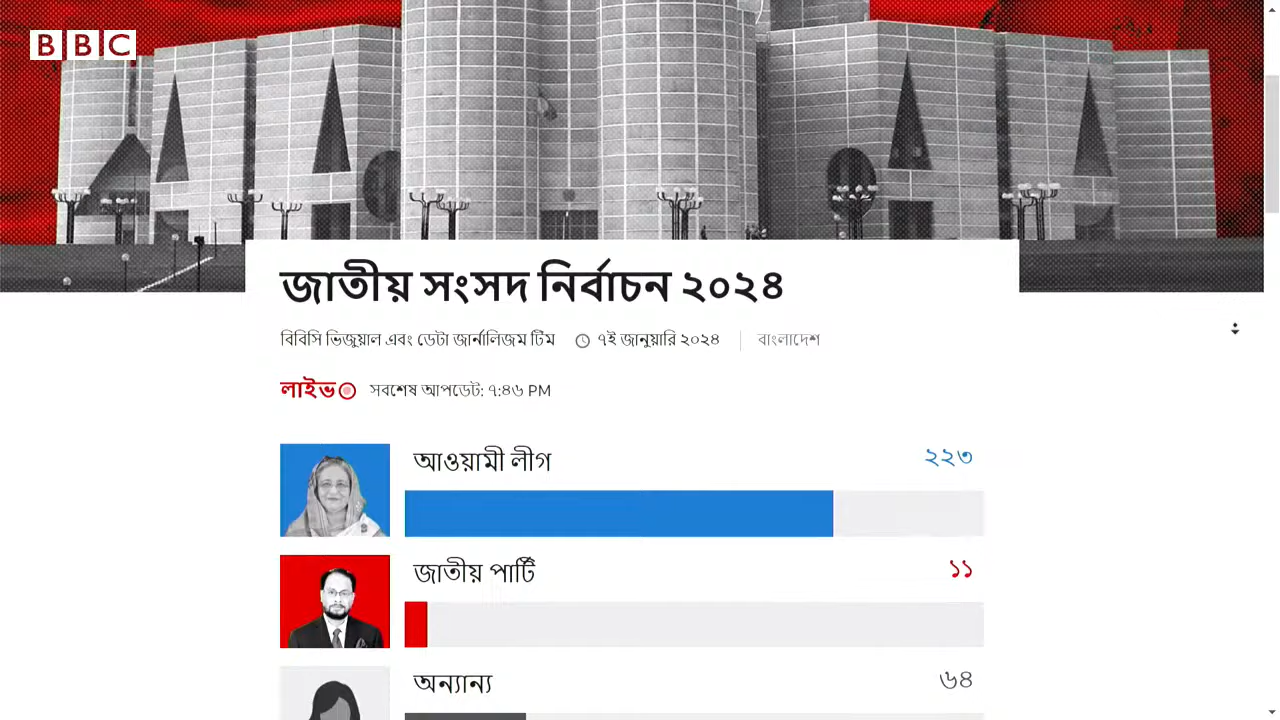 BBC
জাতীয় সংসদ নির্বাচন ২০২৪
বিবিসি ভিজুয়াল এবং ডেটা জার্নালিজম টিম ৭ই জানুয়ারি ২০২৪ বাংলাদেশ
লাইভ সবশেষ আপডেট: ৭:৪৬ PM
আওয়ামী লীগ ২২৩
জাতীয় পার্টি ১১
অন্যান্য ৬৪